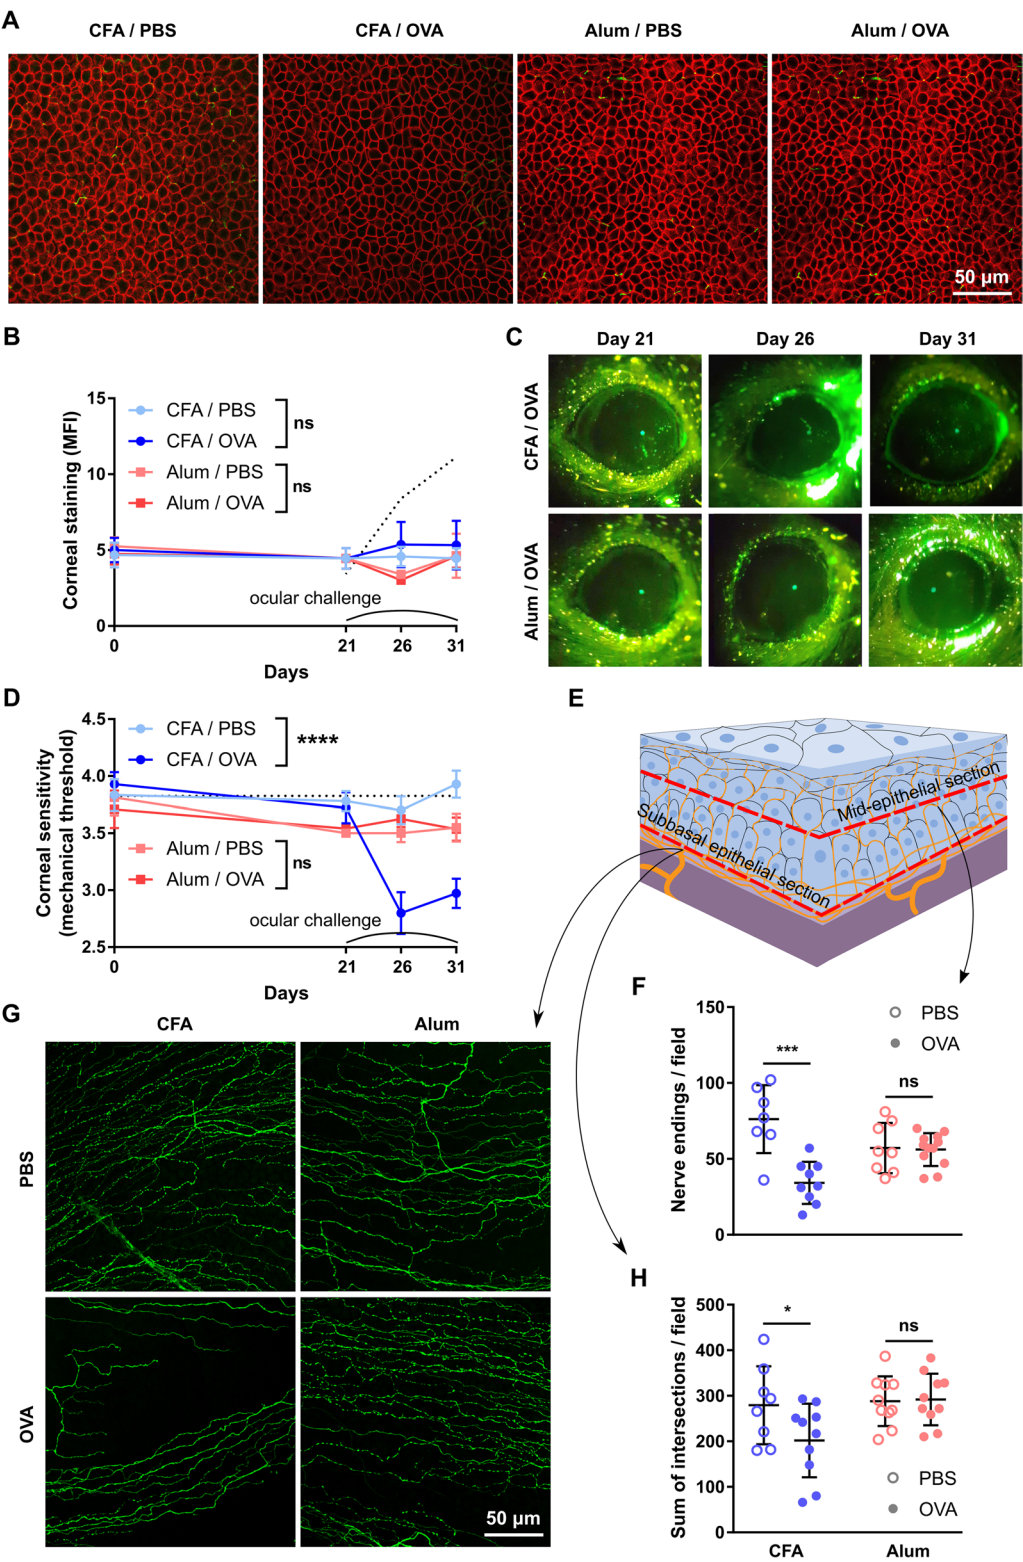 A
CFA / PBS
CFA / OVA
Alum / PBS
Alum / OVA
50 µm
B
Corneal staining (MFI)
15
10
5
0
CFA / PBS
CFA / OVA
ns
Alum / PBS
Alum / OVA
ns
ocular challenge
0
21
26
31
Days
C
Day 21
Day 26
Day 31
CFA / OVA
Alum / OVA
D
Corneal sensitivity
(mechanical threshold)
4.5
4.0
3.5
3.0
2.5
CFA / PBS
CFA / OVA
****
Alum / PBS
Alum / OVA
ns
ocular challenge
0
21
26
31
Days
E
Mid-epithelial section
Subbasal epithelial section
F
Nerve endings / field
150
100
50
0
PBS
OVA
***
ns
G
CFA
Alum
PBS
OVA
50 µm
H
Sum of intersections / field
500
400
300
200
100
0
*
ns
PBS
OVA
CFA
Alum